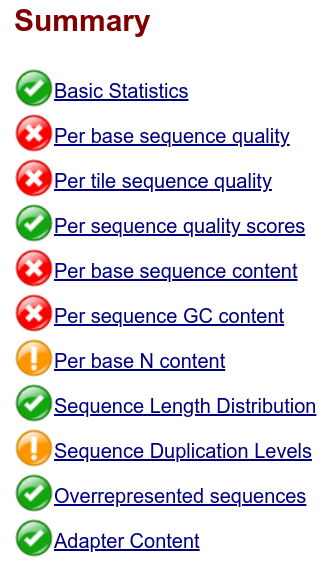 Summary
Basic Statistics
Per base sequence quality
Per tile sequence quality
Per sequence quality scores
Per base sequence content
Per sequence GC content
Per base N content
Sequence Length Distribution
Sequence Duplication Levels
Overrepresented sequences
Adapter Content